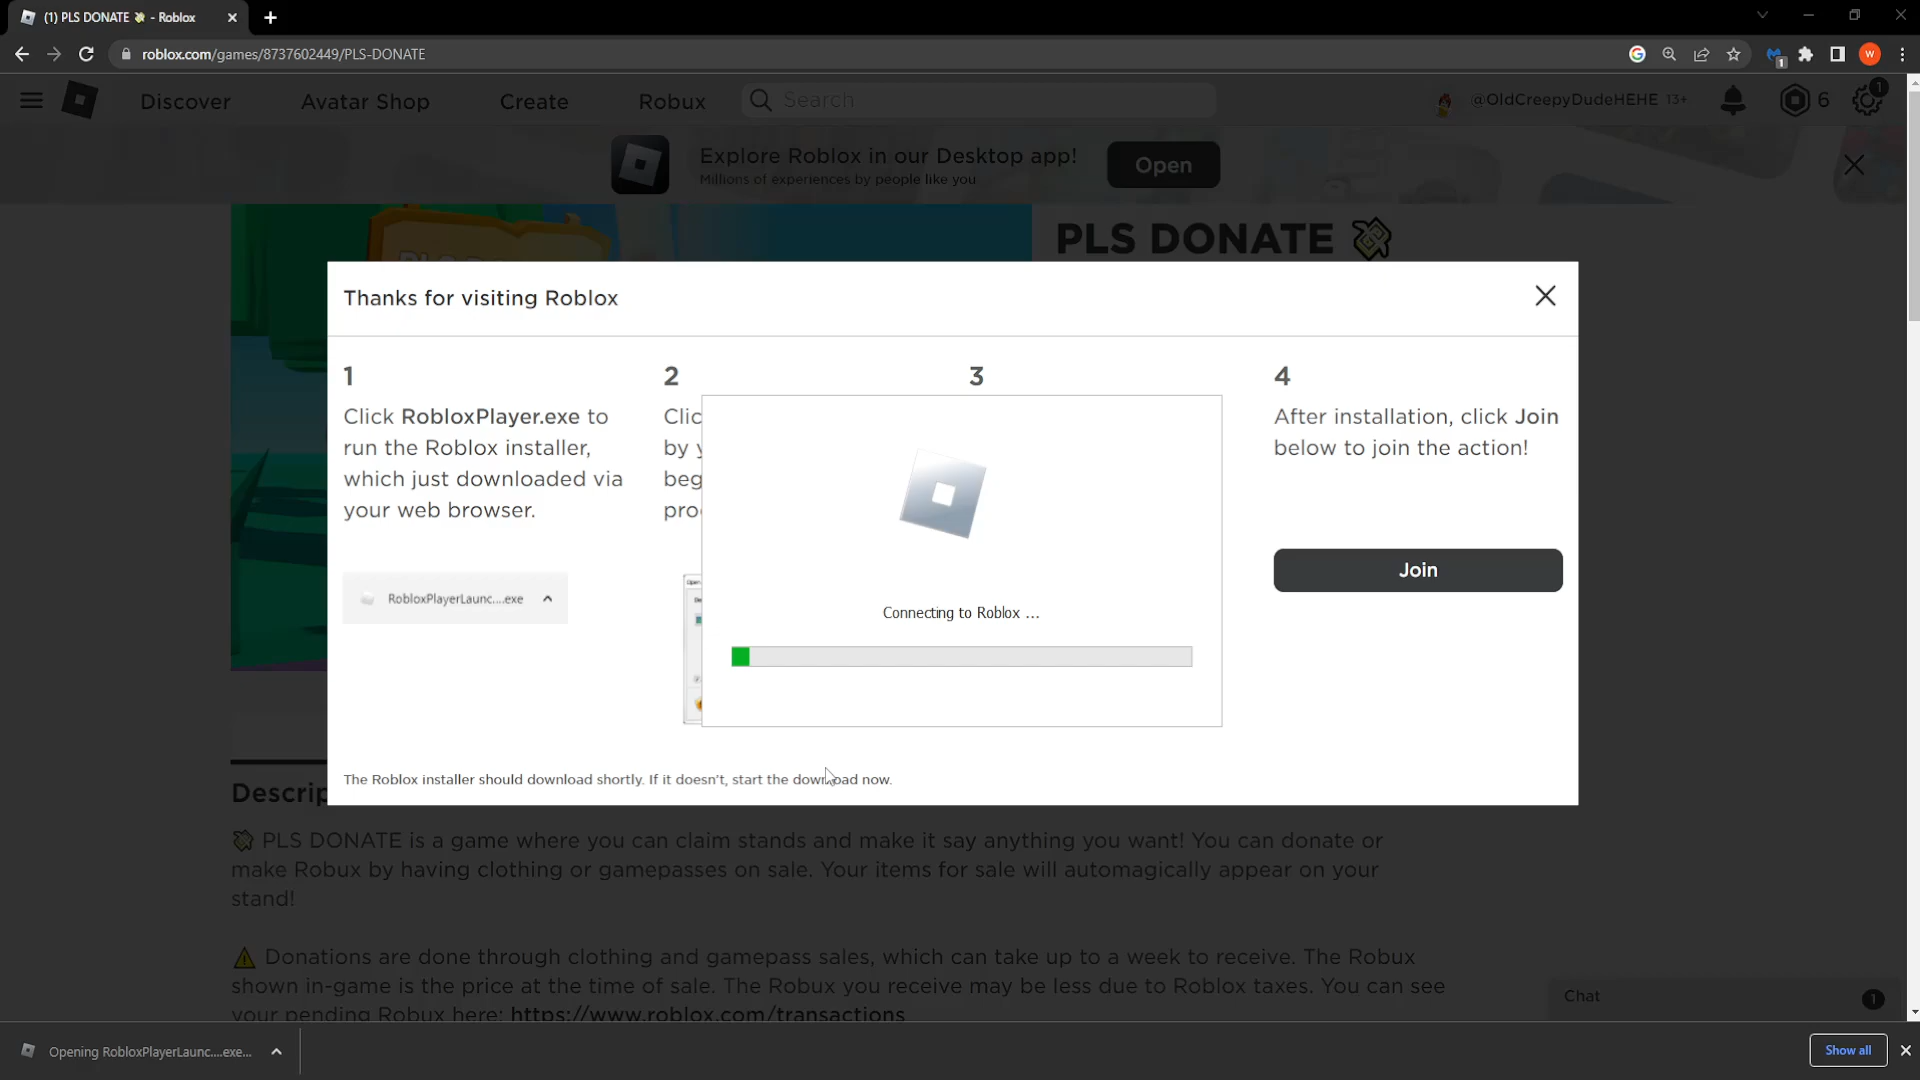 (1) PLS DONATE 💸 - Roblox
roblox.com/games/8737602449/PLS-DONATE
1
W
Discover
Avatar Shop
Create
Robux
Search
@OldCreepyDudeHEHE 13+
6
1
Explore Roblox in our Desktop app!
Millions of experiences by people like you
Open
PLS DONATE 💸
Thanks for visiting Roblox
1
Click RobloxPlayer.exe to
run the Roblox installer,
which just downloaded via
your web browser.
RobloxPlayerLaunc....exe
2
Clic
by y
beg
pro
3
Connecting to Roblox ...
4
After installation, click Join
below to join the action!
Join
The Roblox installer should download shortly. If it doesn't, start the download now.
Descrip
💸 PLS DONATE is a game where you can claim stands and make it say anything you want! You can donate or
make Robux by having clothing or gamepasses on sale. Your items for sale will automagically appear on your
stand!
⚠ Donations are done through clothing and gamepass sales, which can take up to a week to receive. The Robux
shown in-game is the price at the time of sale. The Robux you receive may be less due to Roblox taxes. You can see
your pending Robux here: https://www.roblox.com/transactions
Chat
1
Opening RobloxPlayerLaunc....exe...
Show all